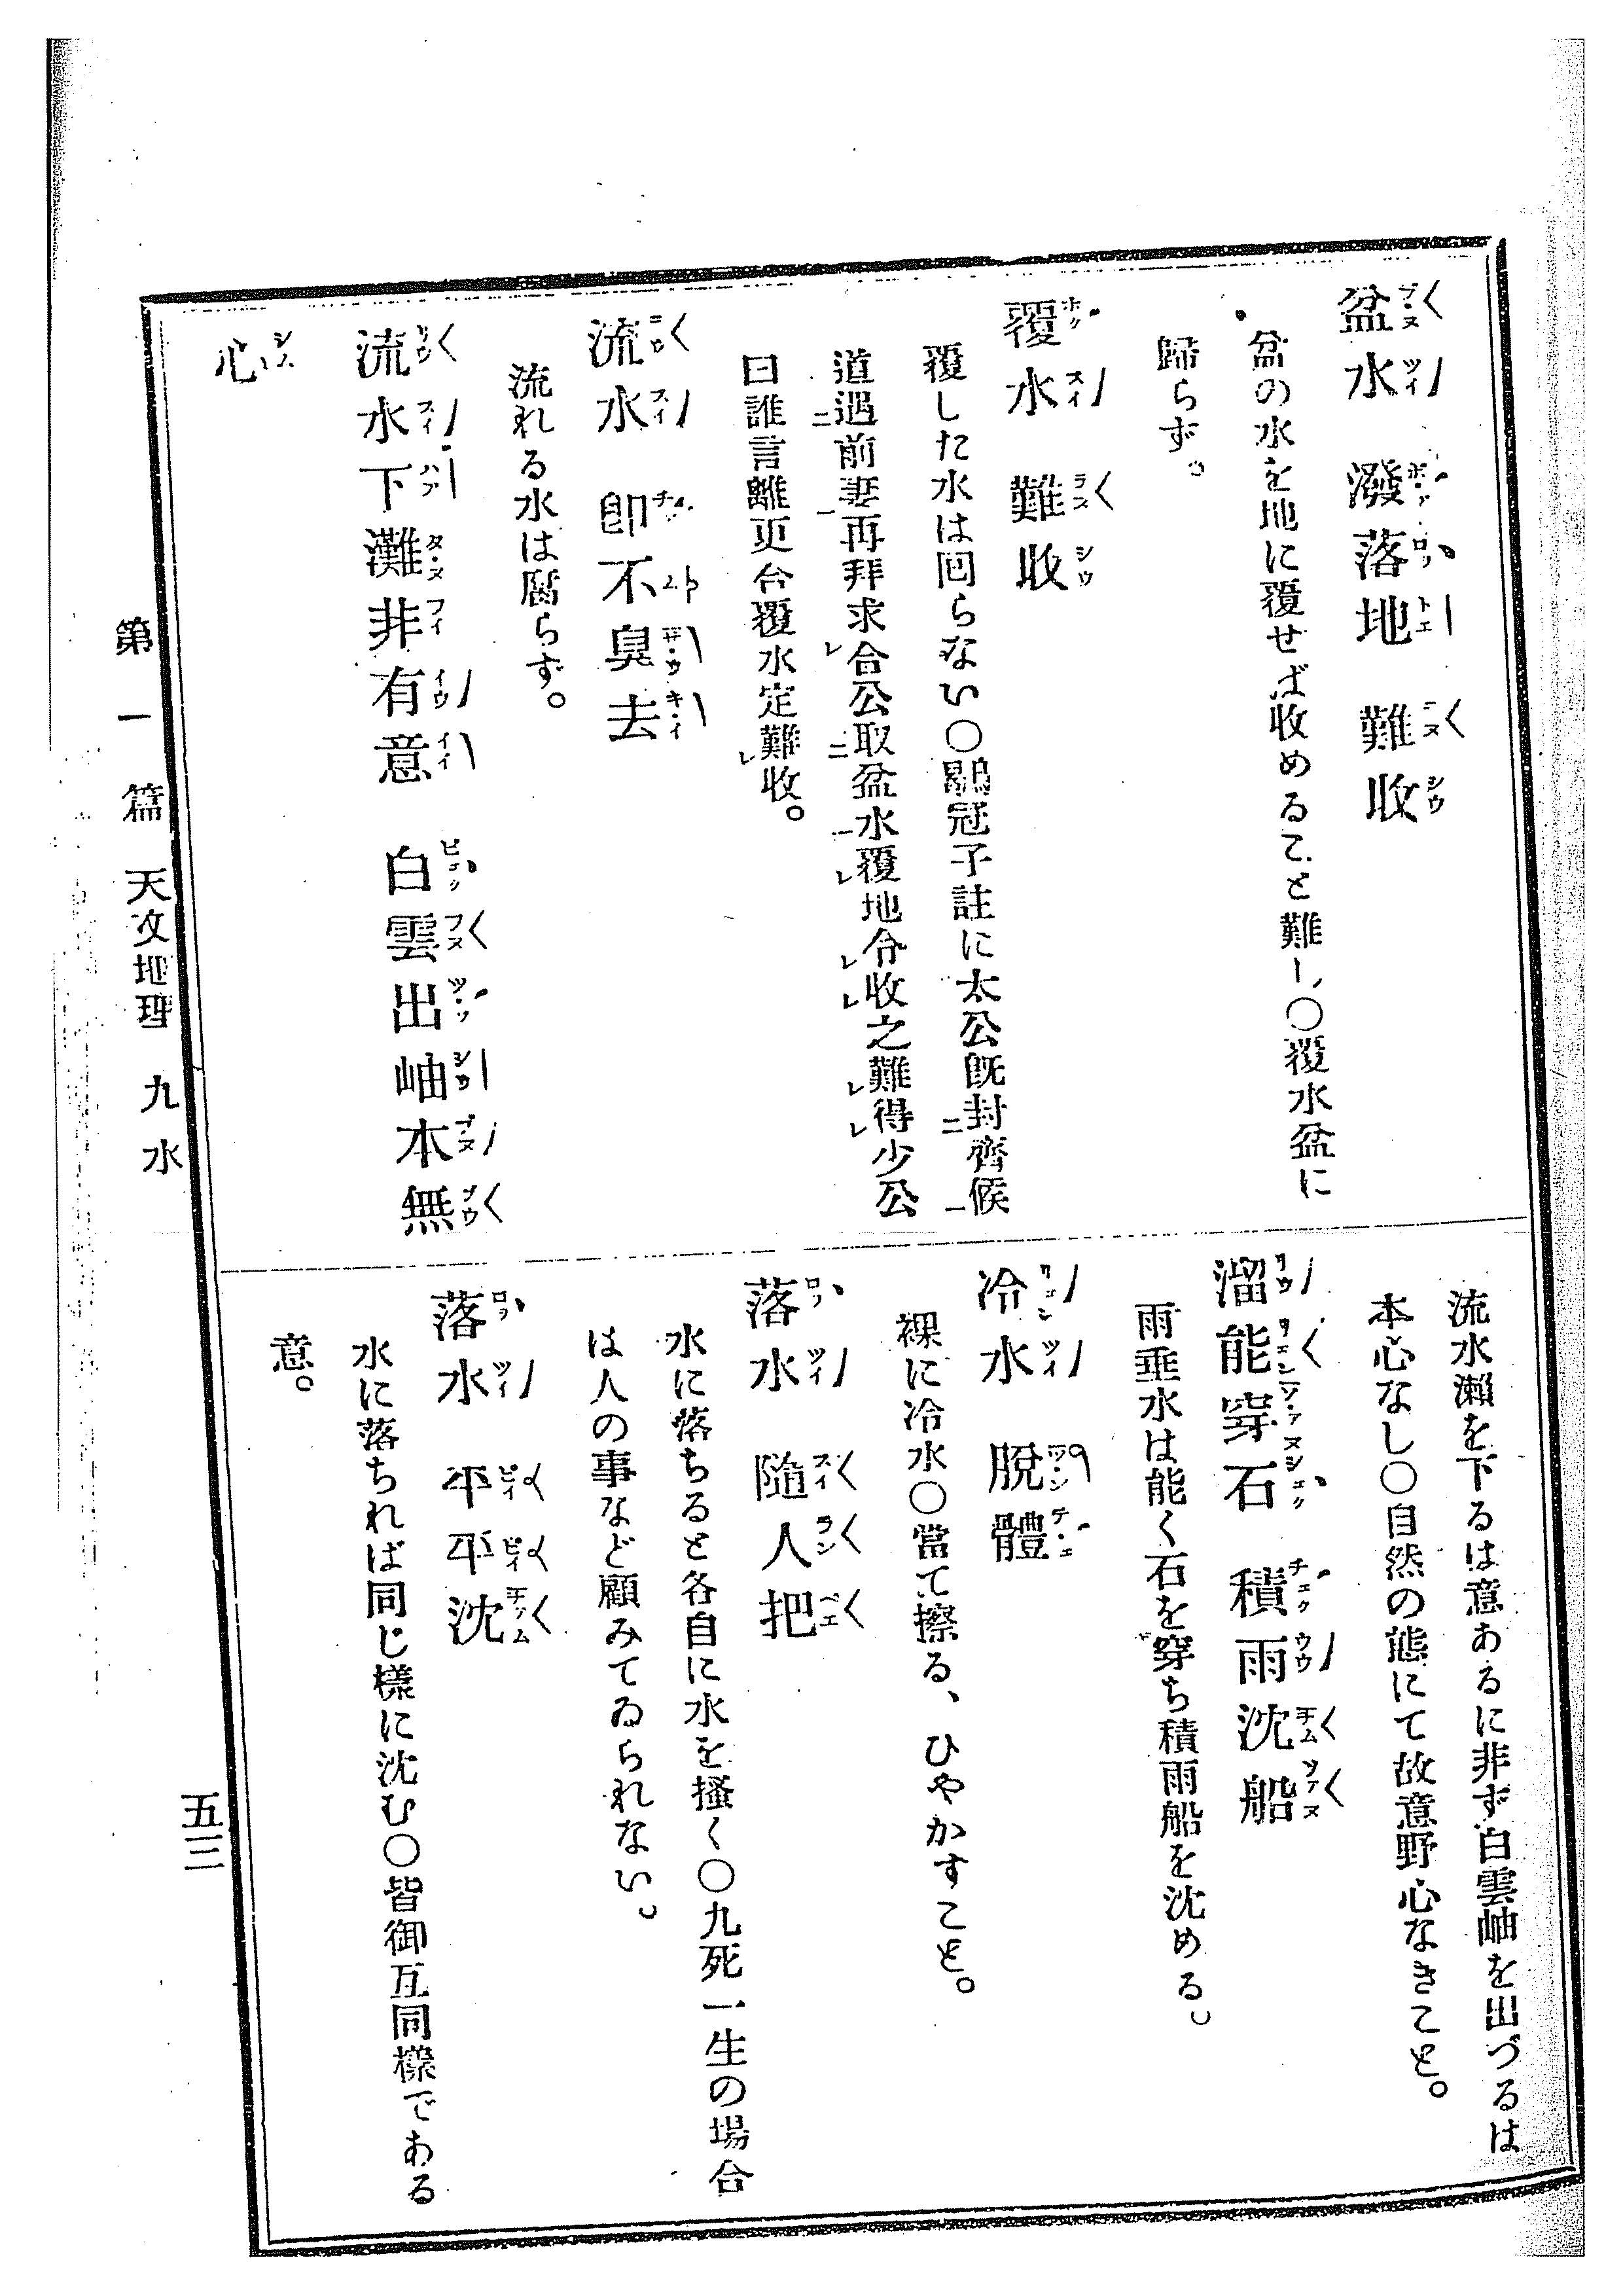 盆水 潑落地 難收
盆の水を地に覆せば收めること難し、〇覆水盆に
歸らず。
覆水 難收
覆した水は囘らない〇鶡冠子註に太公既封齊候
道遇前妻再拜求合公取盆水覆地令收之難得少公
曰誰言離更合覆水定難收。
流水 卽不臭去
流れる水は腐らず。
流水下灘非有意 白雲出岫本無
心
流水瀬を下るは意あるに非ず白雲岫を出づるは
本心なし〇自然の態にて故意野心なきこと。
溜能穿石 積雨沈船
雨垂水は能く石を穿ち積雨船を沈める。
冷水 脫體
裸に冷水〇當て擦る、ひやかすこと。
落水 隨人把
水に落ちると各自に水を搔く〇九死一生の場合
は人の事など顧みてゐられない。
落水 平平沈
水に落ちれば同じ樣に沈む〇皆御互同樣である
意。
第一篇 天文地理 九水
五三